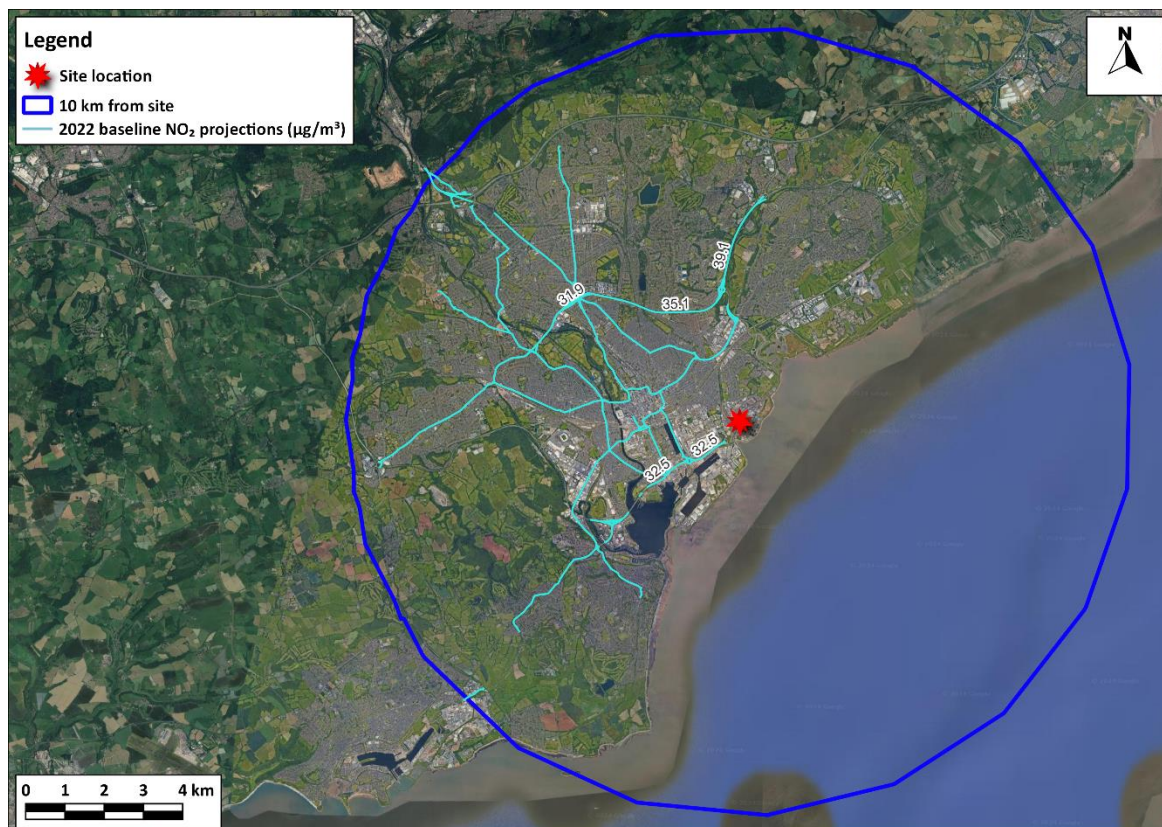 Legend
Site location
10 km from site
2022 baseline NO₂ projections (µg/m³)
N
39.1
31.9
35.1
32.5
32.5
0 1 2 3 4 km